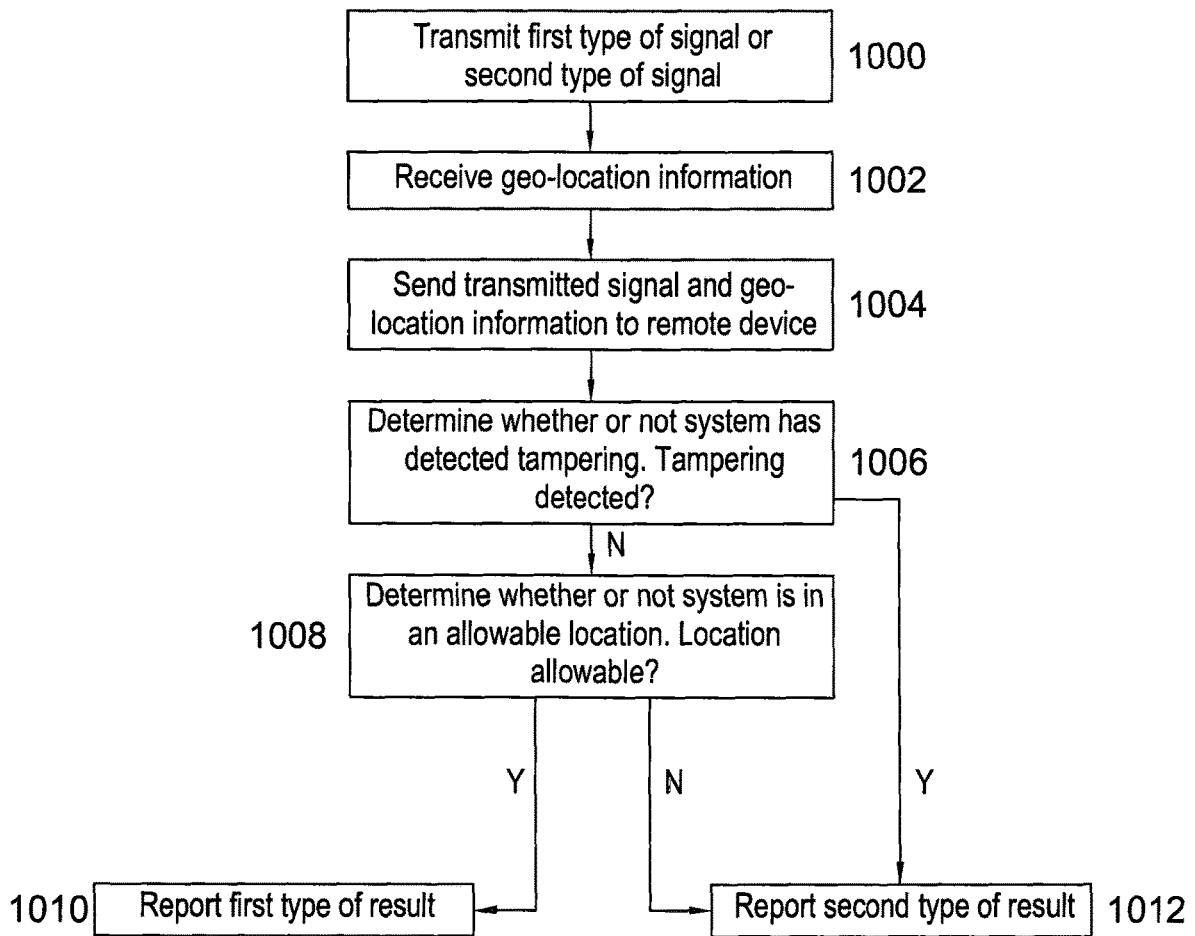 Transmit first type of signal or
second type of signal
1000
Receive geo-location information
1002
Send transmitted signal and geo-
location information to remote device
1004
Determine whether or not system has
detected tampering. Tampering
detected?
1006
N
Determine whether or not system is in
an allowable location. Location
allowable?
1008
Y
N
Y
1010
Report first type of result
Report second type of result
1012